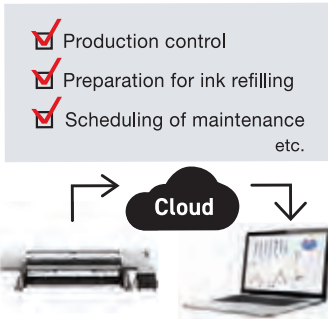 Production control
Preparation for ink refilling
Scheduling of maintenance
etc.
Cloud